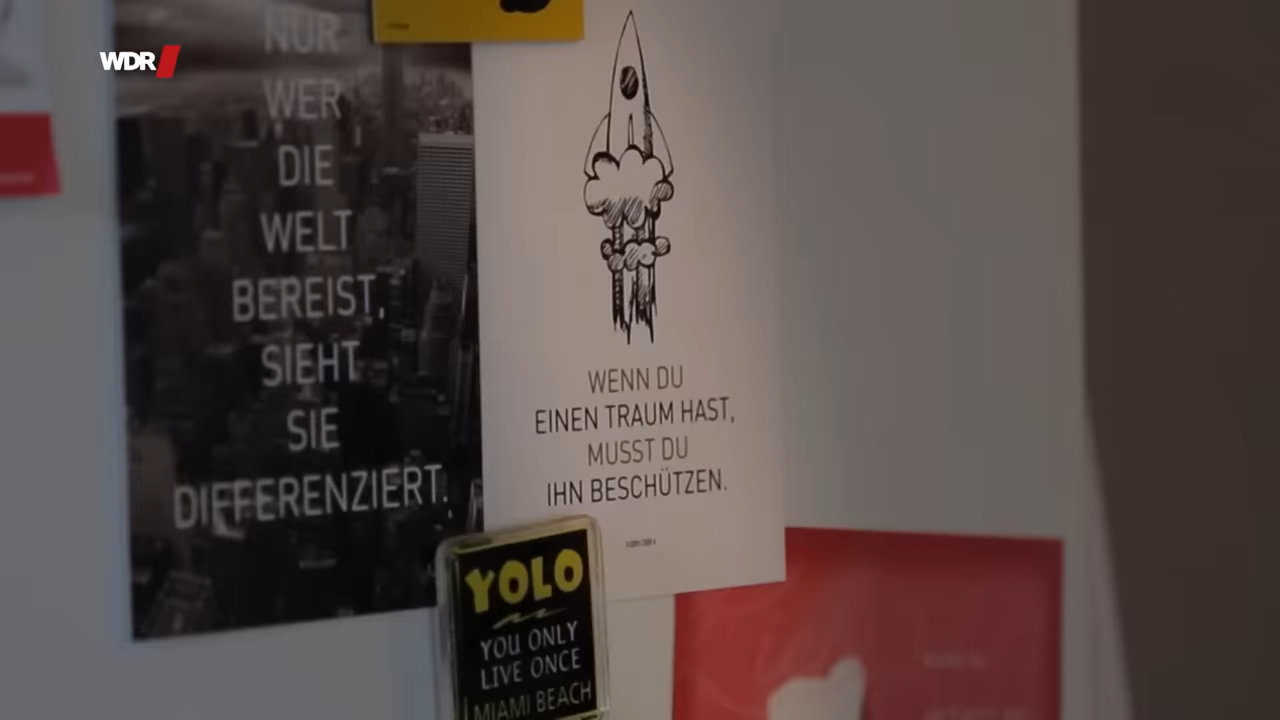 WDR
NUR
WER
DIE
WELT
BEREIST,
SIEHT
SIE
DIFFERENZIERT.
WENN DU
EINEN TRAUM HAST,
MUSST DU
IHN BESCHÜTZEN.
YOLO
YOU ONLY
LIVE ONCE
MIAMI BEACH